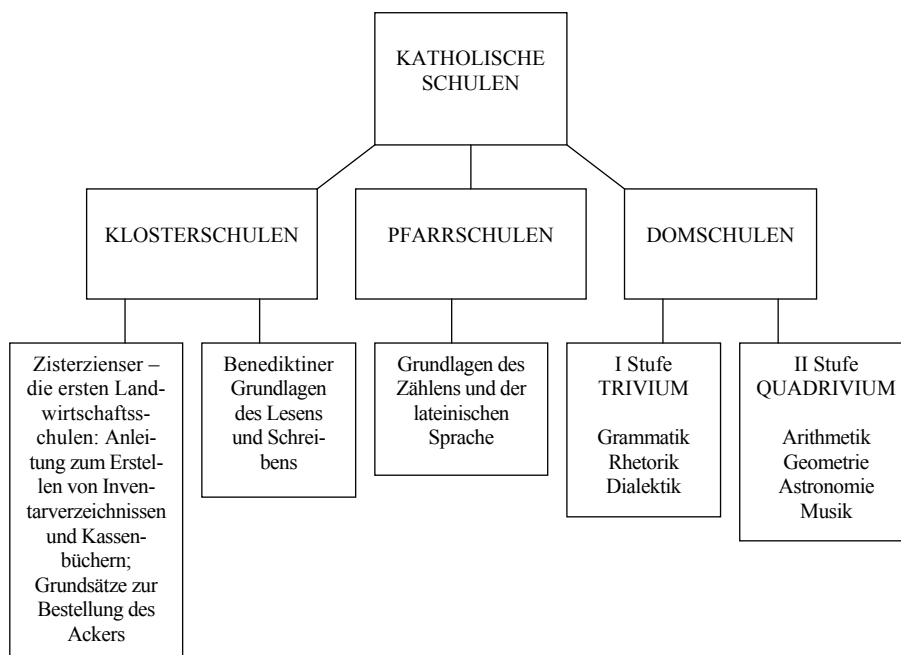 KATHOLISCHE
SCHULEN
KLOSTERSCHULEN
PFARRSCHULEN
DOMSCHULEN
Zisterzienser –
die ersten Land-
wirtschaftss-
schulen: Anlei-
tung zum Erstel-
len von Inven-
tarverzeichnissen
und Kassen-
büchern;
Grundsätze zur
Bestellung des
Ackers
Benediktiner
Grundlagen
des Lesens
und Schrei-
bens
Grundlagen des
Zählens und der
lateinischen
Sprache
I Stufe
TRIVIUM
Grammatik
Rhetorik
Dialektik
II Stufe
QUADRIVIUM
Arithmetik
Geometrie
Astronomie
Musik